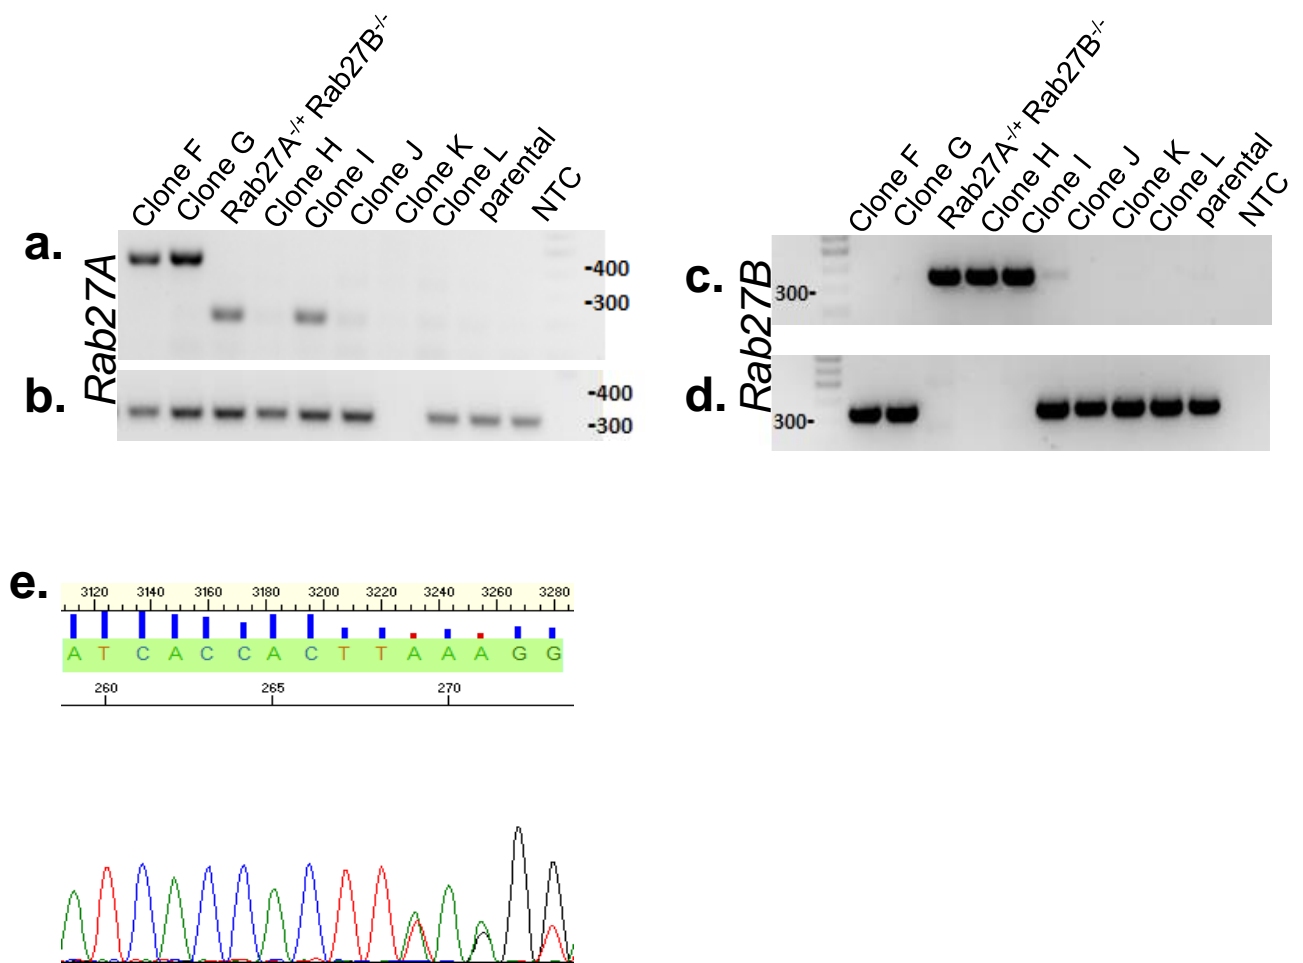 Clone F
Clone G
Rab27A-/+ Rab27B-/-
Clone H
Clone I
Clone J
Clone K
Clone L
parental
NTC
a.
Rab27A
-400
-300
b.
-400
-300
Clone F
Clone G
Rab27A-/+ Rab27B-/-
Clone H
Clone I
Clone J
Clone K
Clone L
parental
NTC
c.
Rab27B
300-
d.
300-
e.
3120 3140 3160 3180 3200 3220 3240 3260 3280
A T C A C C A C T T A A A G G
260 265 270